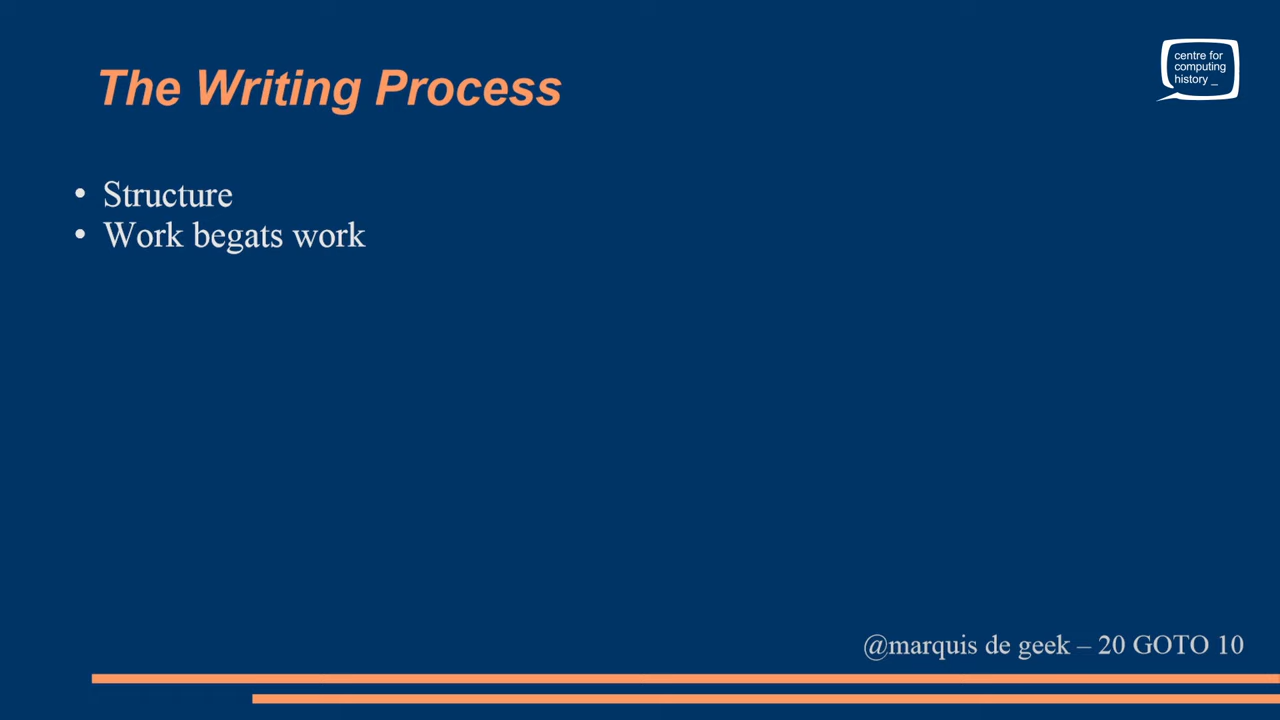 The Writing Process
centre for
computing
history _
• Structure
• Work begats work
@marquis de geek – 20 GOTO 10